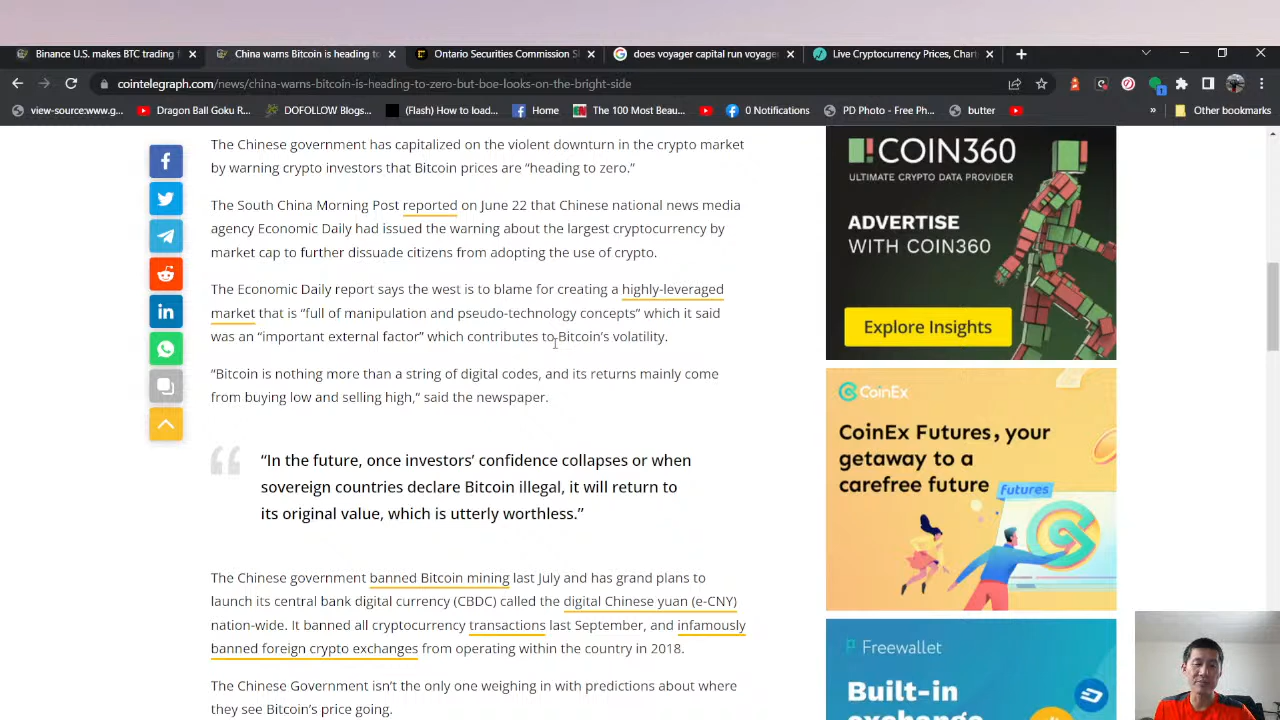 Binance U.S. makes BTC trading f
China warns Bitcoin is heading to
Ontario Securities Commission Sl
does voyager capital run voyage
Live Cryptocurrency Prices, Chart
cointelegraph.com/news/china-warns-bitcoin-is-heading-to-zero-but-boe-looks-on-the-bright-side
view-source:www.g...
Dragon Ball Goku R...
DOFOLLOW Blogs...
(Flash) How to load...
Home
The 100 Most Beau...
0 Notifications
PD Photo - Free Ph...
butter
»
Other bookmarks
The Chinese government has capitalized on the violent downturn in the crypto market
by warning crypto investors that Bitcoin prices are “heading to zero.”
The South China Morning Post reported on June 22 that Chinese national news media
agency Economic Daily had issued the warning about the largest cryptocurrency by
market cap to further dissuade citizens from adopting the use of crypto.
The Economic Daily report says the west is to blame for creating a highly-leveraged
market that is “full of manipulation and pseudo-technology concepts” which it said
was an “important external factor” which contributes to Bitcoin’s volatility.
“Bitcoin is nothing more than a string of digital codes, and its returns mainly come
from buying low and selling high,” said the newspaper.
“In the future, once investors’ confidence collapses or when
sovereign countries declare Bitcoin illegal, it will return to
its original value, which is utterly worthless.”
The Chinese government banned Bitcoin mining last July and has grand plans to
launch its central bank digital currency (CBDC) called the digital Chinese yuan (e-CNY)
nation-wide. It banned all cryptocurrency transactions last September, and infamously
banned foreign crypto exchanges from operating within the country in 2018.
The Chinese Government isn’t the only one weighing in with predictions about where
they see Bitcoin’s price going.
COIN360
ULTIMATE CRYPTO DATA PROVIDER
ADVERTISE
WITH COIN360
Explore Insights
CoinEx
CoinEx Futures, your
getaway to a
carefree future
futures
Freewallet
Built-in
exchange